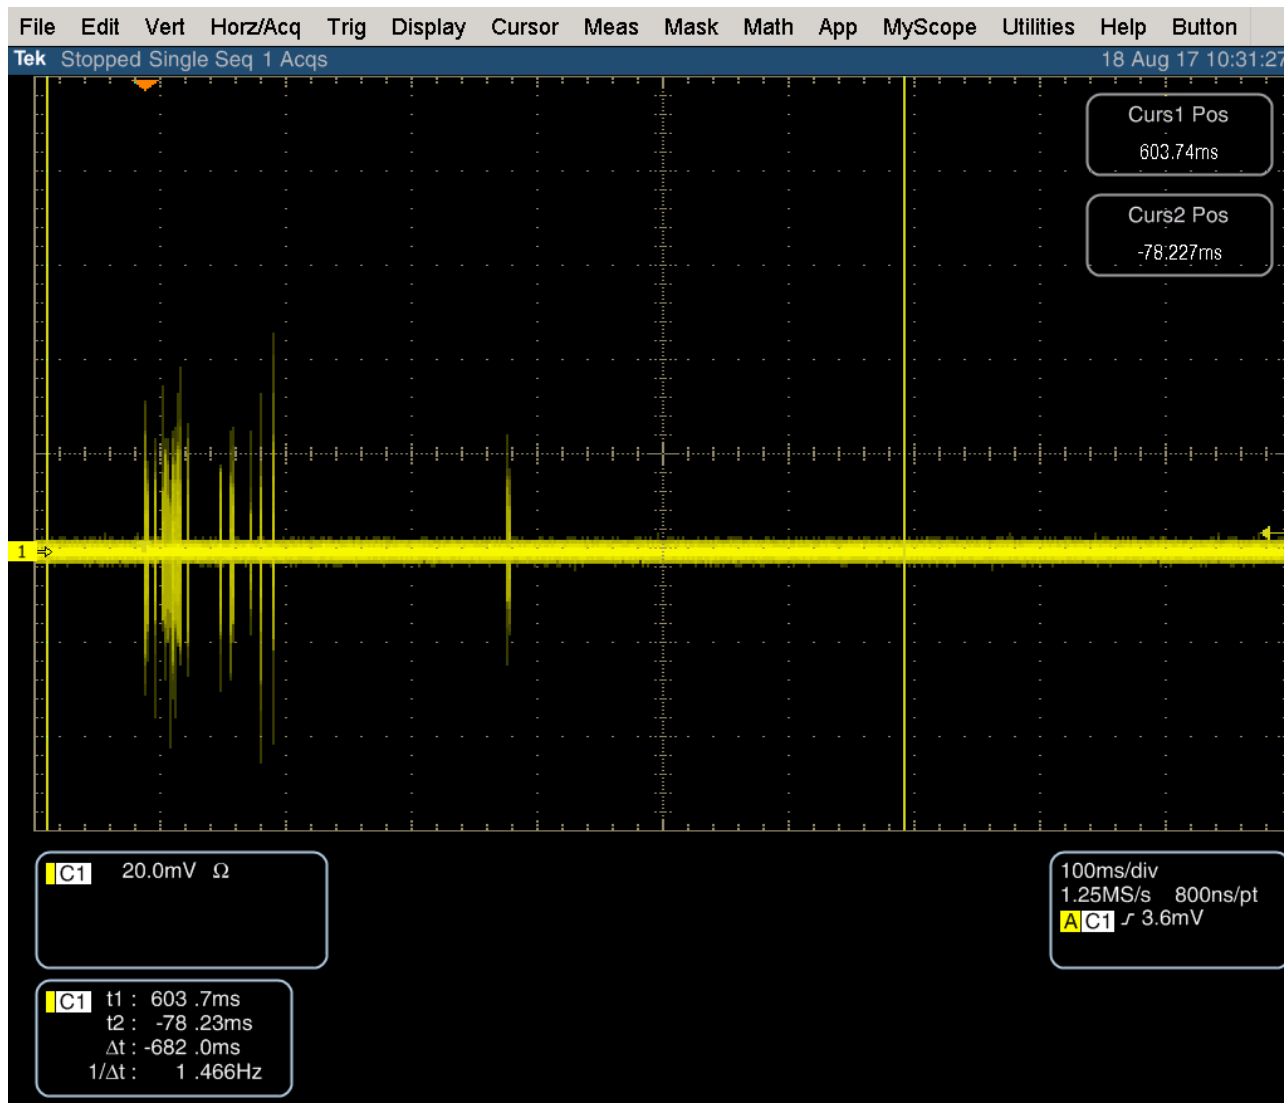 File Edit Vert Horz/Acq Trig Display Cursor Meas Mask Math App MyScope Utilities Help Button
Tek Stopped Single Seq 1 Acqs 18 Aug 17 10:31:27
Curs1 Pos
603.74ms
Curs2 Pos
-78.227ms
1
C1 20.0mV Ω
100ms/div
1.25MS/s 800ns/pt
A C1 3.6mV
C1 t1 : 603 .7ms
t2 : -78 .23ms
Δt : -682 .0ms
1/Δt : 1 .466Hz